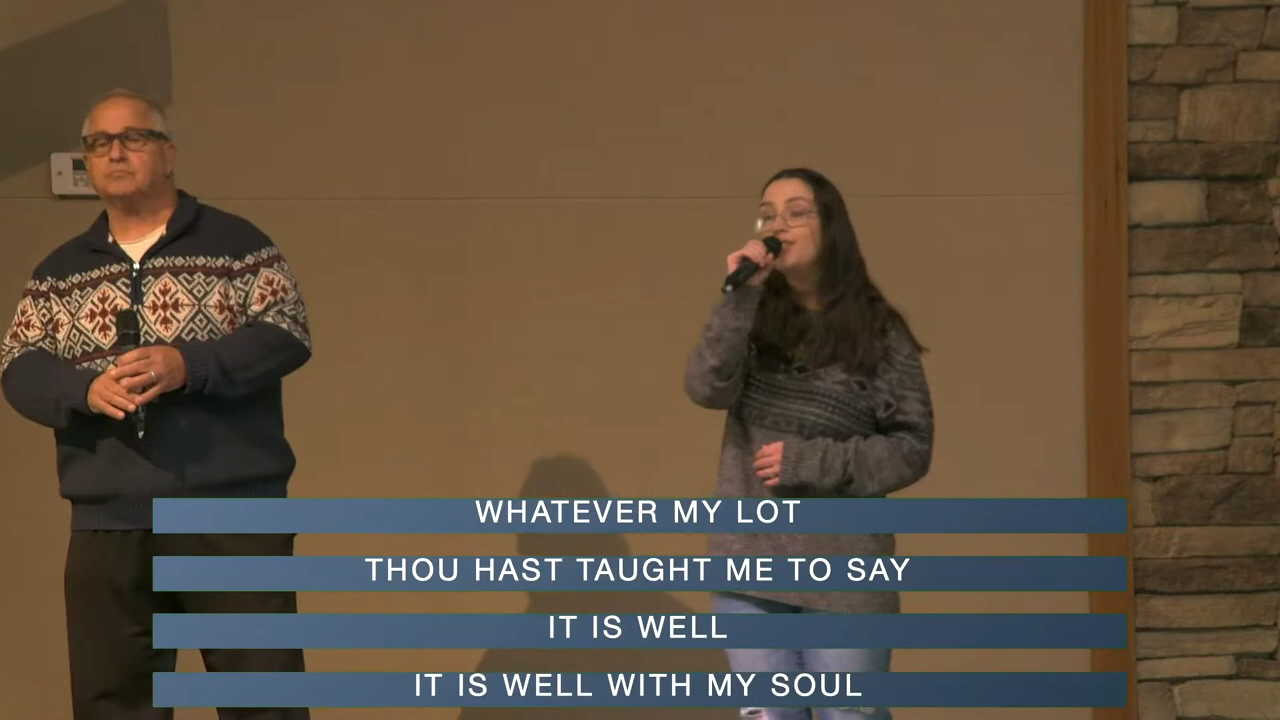 WHATEVER MY LOT
THOU HAST TAUGHT ME TO SAY
IT IS WELL
IT IS WELL WITH MY SOUL